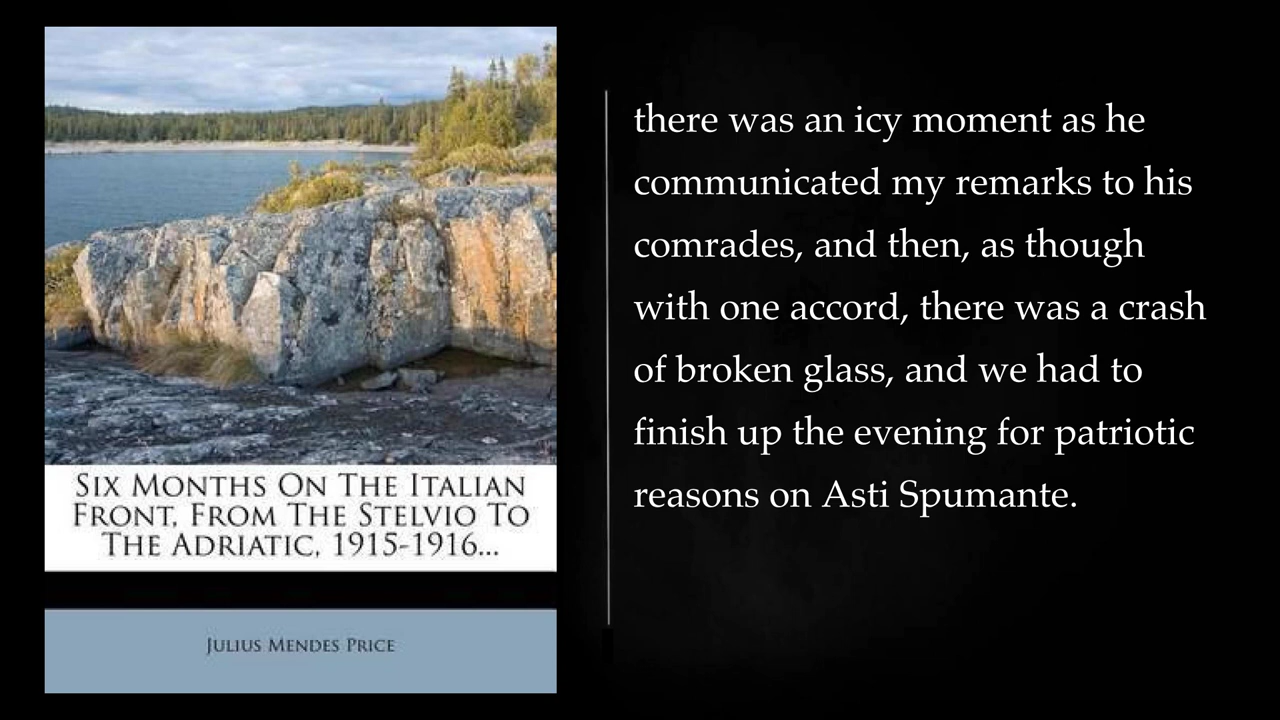 Six Months On The Italian
Front, From The Stelvio To
The Adriatic, 1915-1916...
Julius Mendes Price
there was an icy moment as he
communicated my remarks to his
comrades, and then, as though
with one accord, there was a crash
of broken glass, and we had to
finish up the evening for patriotic
reasons on Asti Spumante.